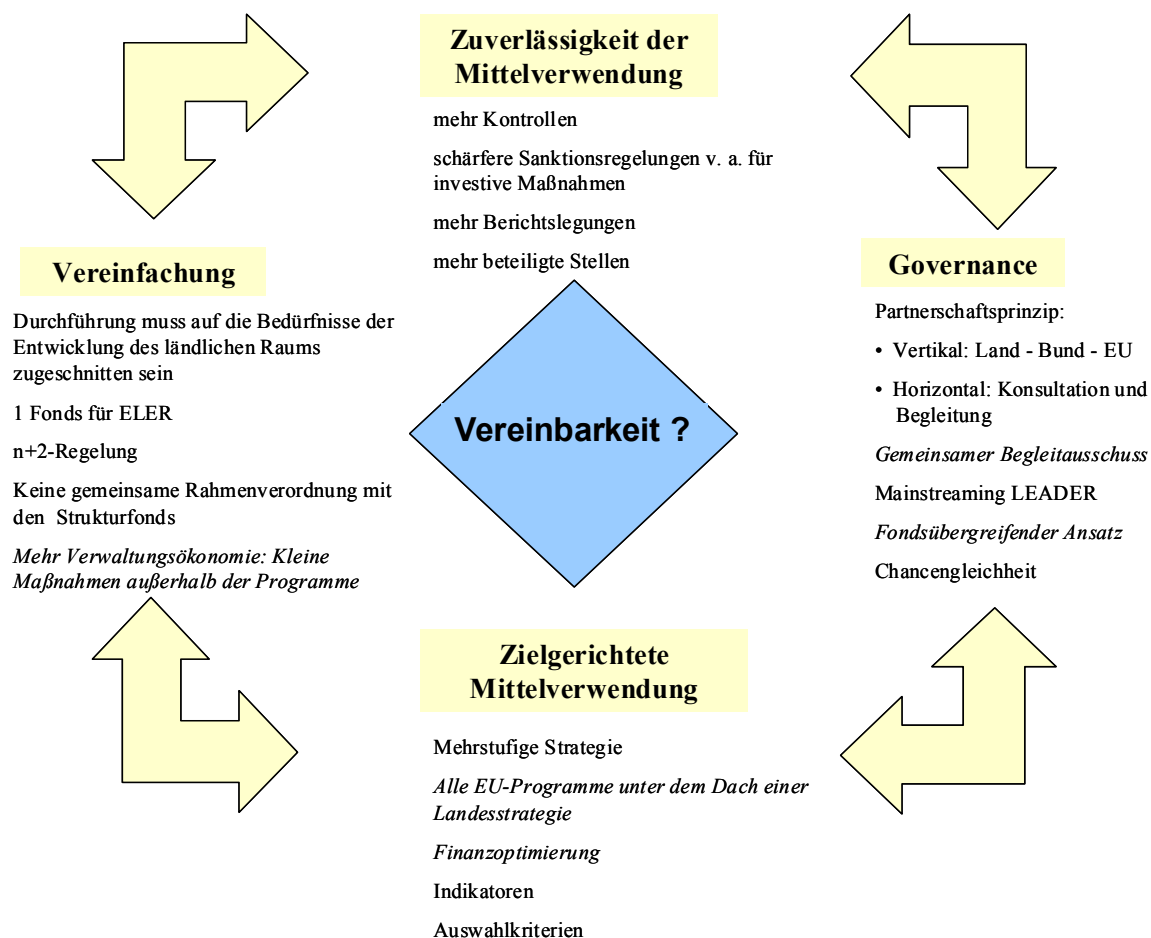 Zuverlässigkeit der
Mittelverwendung
mehr Kontrollen
schärfere Sanktionsregelungen v. a. für
investive Maßnahmen
mehr Berichtslegungen
mehr beteiligte Stellen
Vereinfachung
Durchführung muss auf die Bedürfnisse der
Entwicklung des ländlichen Raums
zugeschnitten sein
1 Fonds für ELER
n+2-Regelung
Keine gemeinsame Rahmenverordnung mit
den Strukturfonds
Mehr Verwaltungsökonomie: Kleine
Maßnahmen außerhalb der Programme
Vereinbarkeit ?
Governance
Partnerschaftsprinzip:
• Vertikal: Land - Bund - EU
• Horizontal: Konsultation und
Begleitung
Gemeinsamer Begleitausschuss
Mainstreaming LEADER
Fondsübergreifender Ansatz
Chancengleichheit
Zielgerichtete
Mittelverwendung
Mehrstufige Strategie
Alle EU-Programme unter dem Dach einer
Landesstrategie
Finanzoptimierung
Indikatoren
Auswahlkriterien